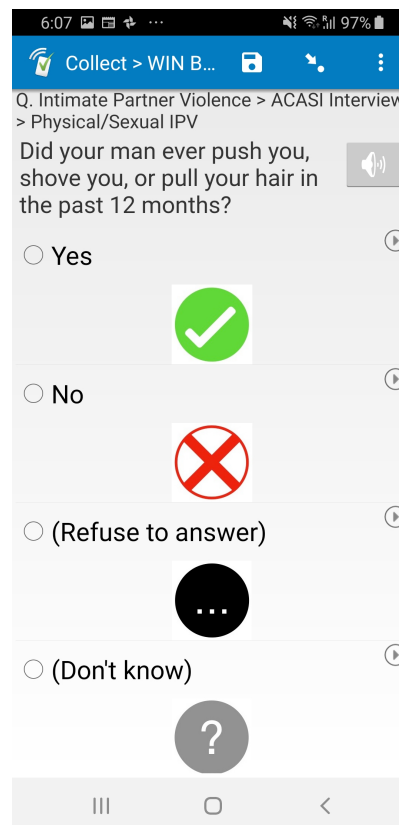 6:07 97%
Collect > WIN B...
Q. Intimate Partner Violence > ACASI Interview
> Physical/Sexual IPV
Did your man ever push you,
shove you, or pull your hair in
the past 12 months?
Yes
No
(Refuse to answer)
...
(Don't know)
?